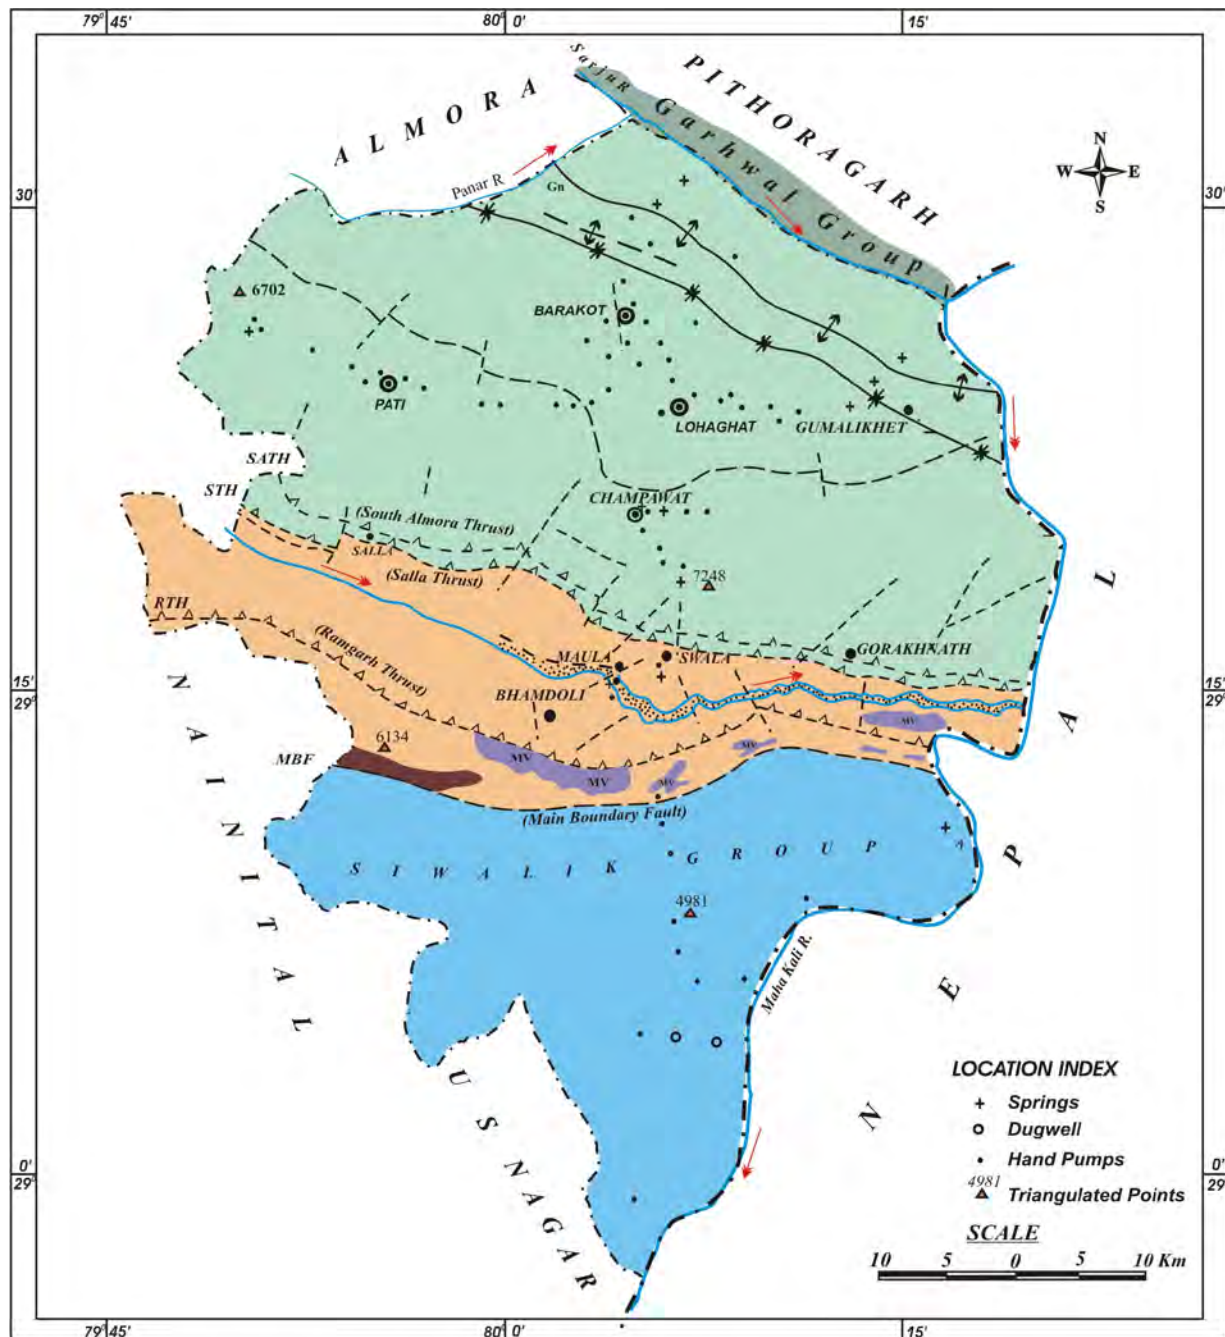 79° 45'
80° 0'
15'
SarjuR
ALMORA
PITHORAGARH
Garhwal Group
N
W E
S
30'
30'
Panar R
Gn
6702
BARAKOT
PATI
LOHAGHAT
GUMALIKHET
SATH
STH
CHAMPAWAT
(South Almora Thrust)
SALLA
(Salla Thrust)
7248
RTH
(Ramgarh Thrust)
MAULA
SWALA
GORAKHNATH
BHAMDOLI
15'
29°
15'
29°
6134
MBF
MV
MV
MV
MV
MV
(Main Boundary Fault)
SIWALIK GROUP
4981
NAINITAL
Maha Kali R.
NEPAL
U S NAGAR
LOCATION INDEX
Springs
Dugwell
Hand Pumps
4981 Triangulated Points
SCALE
10 5 0 5 10 Km
0'
29°
0'
29°
79° 45'
80° 0'
15'